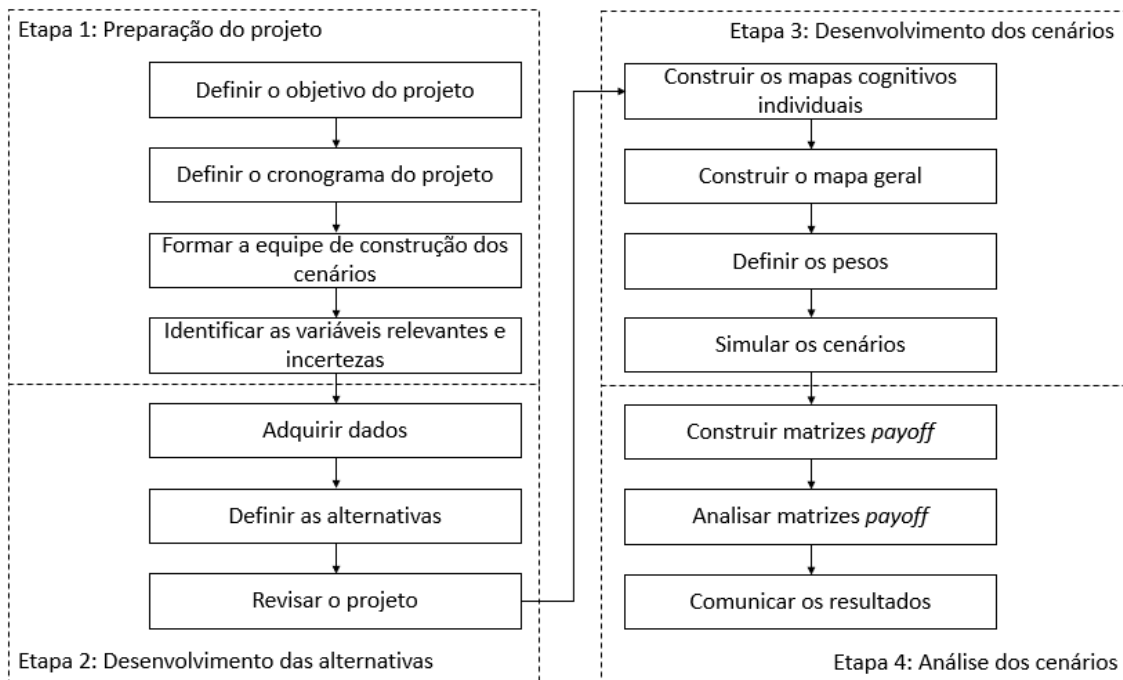 Etapa 1: Preparação do projeto
Definir o objetivo do projeto
Definir o cronograma do projeto
Formar a equipe de construção dos
cenários
Identificar as variáveis relevantes e
incertezas
Adquirir dados
Definir as alternativas
Revisar o projeto
Etapa 2: Desenvolvimento das alternativas
Etapa 3: Desenvolvimento dos cenários
Construir os mapas cognitivos
individuais
Construir o mapa geral
Definir os pesos
Simular os cenários
Construir matrizes payoff
Analisar matrizes payoff
Comunicar os resultados
Etapa 4: Análise dos cenários